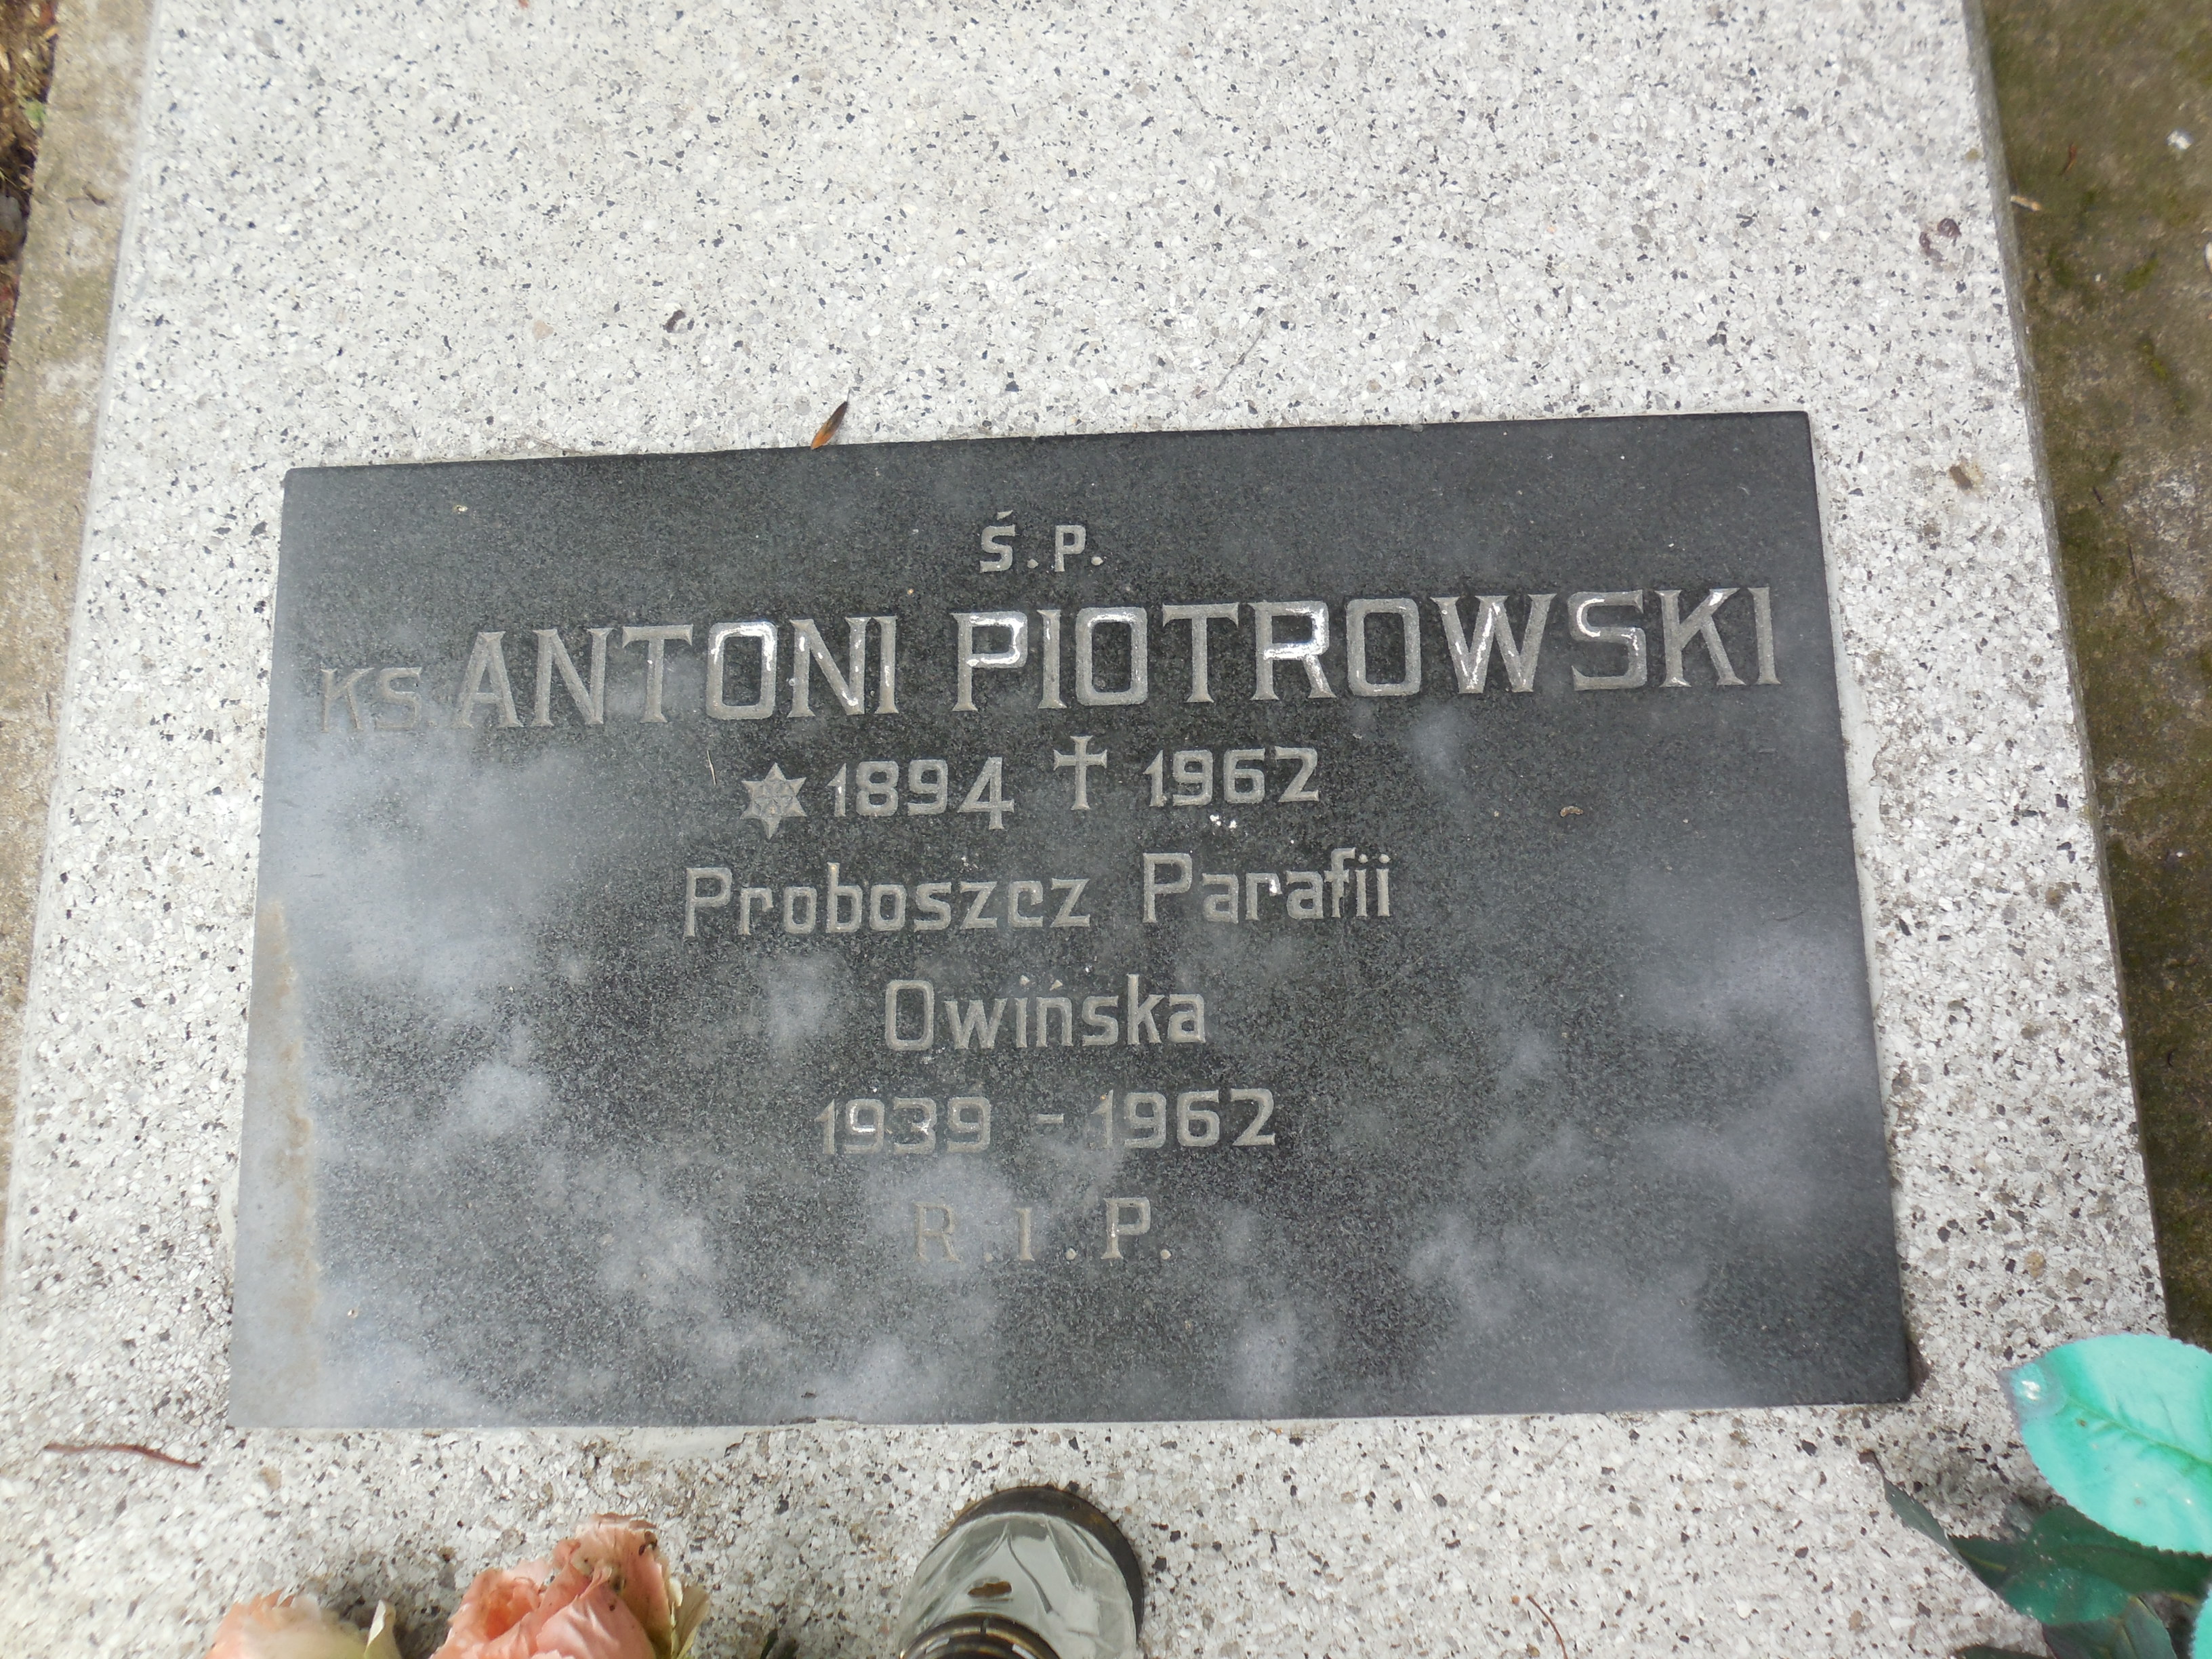 Ś.P.
KS. ANTONI PIOTROWSKI
✡ 1894 ✝ 1962
Proboszcz Parafii
Owińska
1939 - 1962
R.I.P.